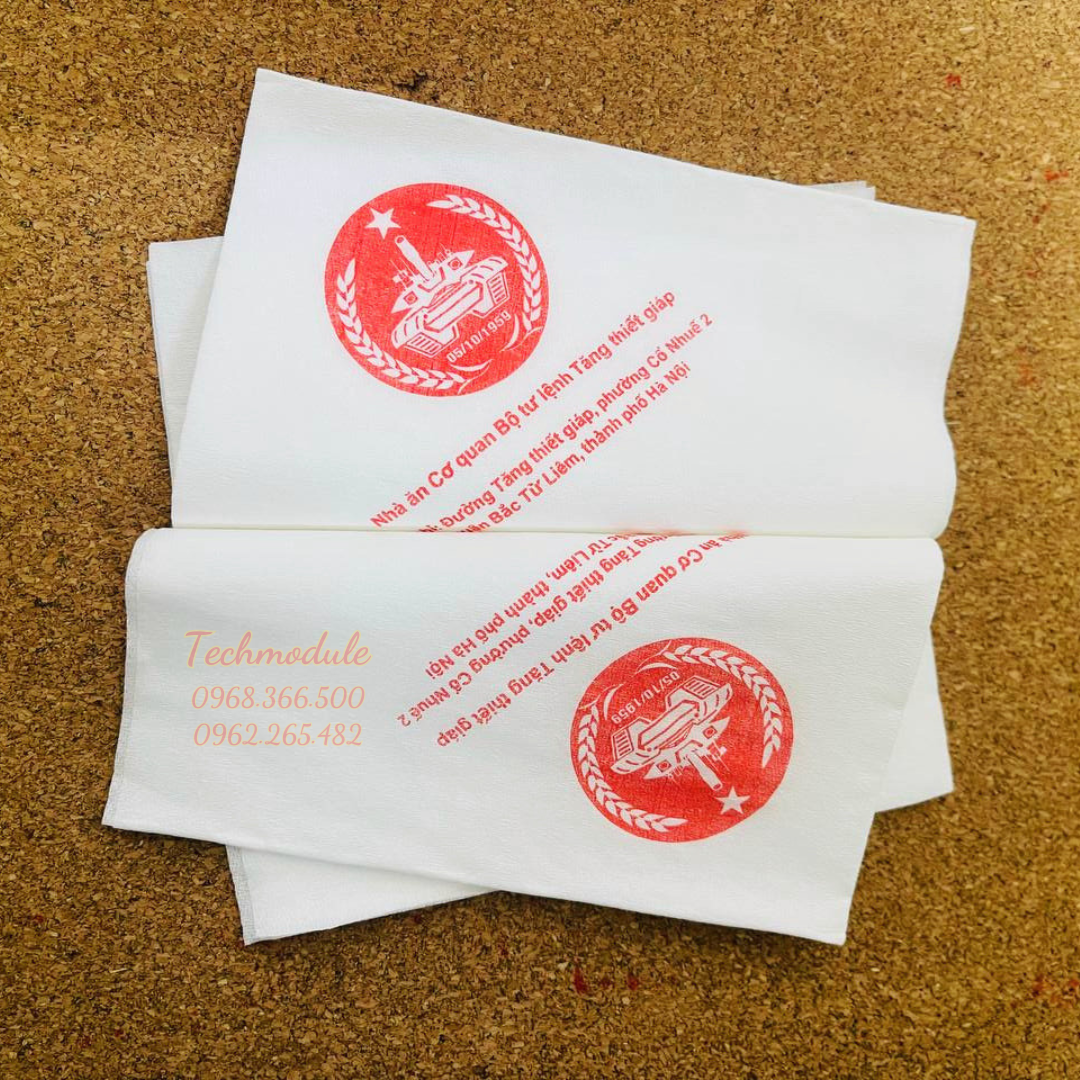 05/10/1959
Nhà ăn Cơ quan Bộ tư lệnh Tăng thiết giáp
Đường Tăng thiết giáp, phường Cổ Nhuế 2
Bắc Từ Liêm, thành phố Hà Nội
Từ Liêm, thành phố Hà Nội
Tăng thiết giáp, phường Cổ Nhuế 2
ăn Cơ quan Bộ tư lệnh Tăng thiết giáp
05/10/1959
Techmodule
0968.366.500
0962.265.482